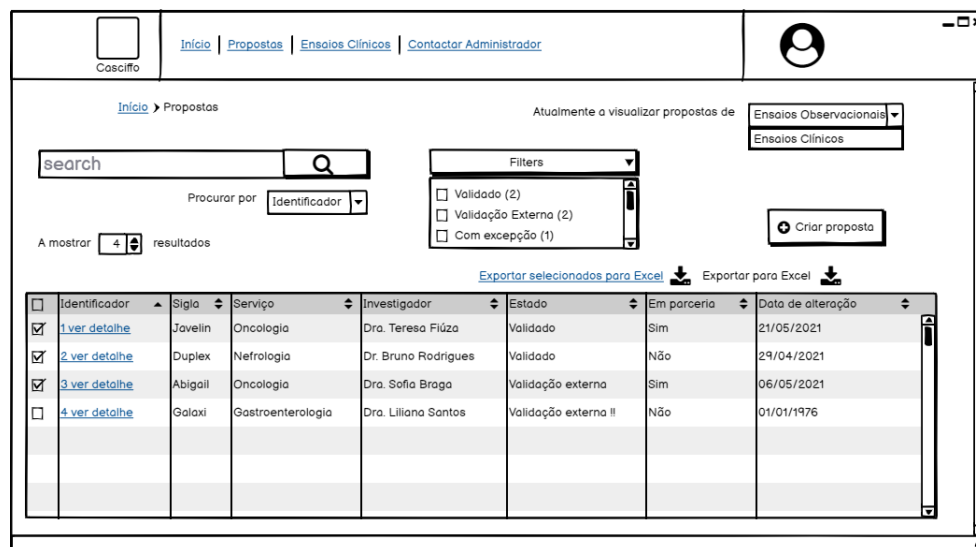 Casciffo
Início Propostas Ensaios Clínicos Contactar Administrador
Início Propostas
Atualmente a visualizar propostas de
Ensaios Observacionais
Ensaios Clínicos
search
Procurar por Identificador
Filters
Validado (2)
Validação Externa (2)
Com excepção (1)
A mostrar 4 resultados
Criar proposta
Exportar selecionados para Excel Exportar para Excel
Identificador Sigla Serviço Investigador Estado Em parceria Data de alteração
1 ver detalhe Javelin Oncologia Dra. Teresa Fiúza Validado Sim 21/05/2021
2 ver detalhe Duplex Nefrologia Dr. Bruno Rodrigues Validado Não 29/04/2021
3 ver detalhe Abigail Oncologia Dra. Sofia Braga Validação externa Sim 06/05/2021
4 ver detalhe Galaxi Gastroenterologia Dra. Liliana Santos Validação externa !! Não 01/01/1976